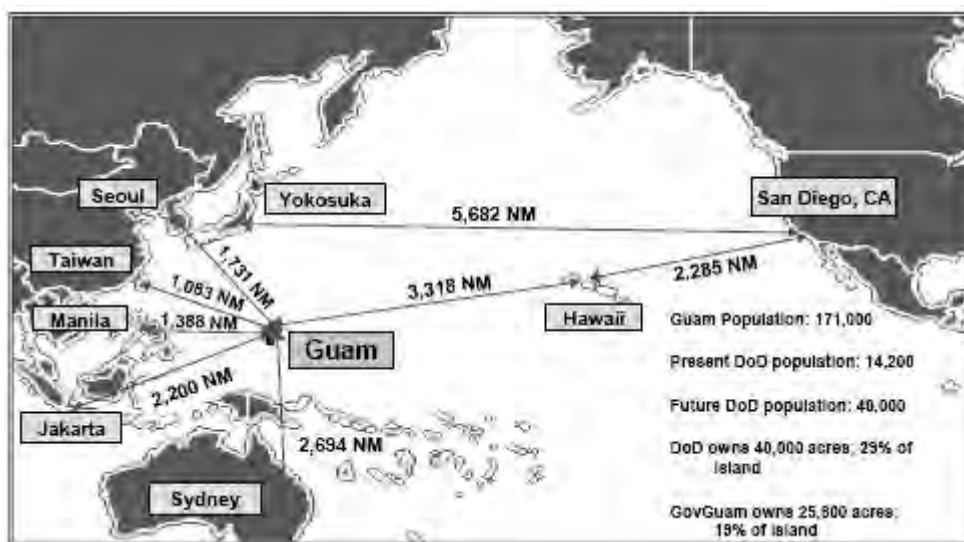 Seoul
Yokosuka
San Diego, CA
5,682 NM
Taiwan
1,731 NM
1,083 NM
3,318 NM
2,285 NM
Manila
1,388 NM
Hawaii
Guam
Guam Population: 171,000
Present DoD population: 14,200
2,200 NM
Future DoD population: 40,000
Jakarta
2,694 NM
DoD owns 40,000 acres; 29% of
island
Sydney
GovGuam owns acres;
19% of island